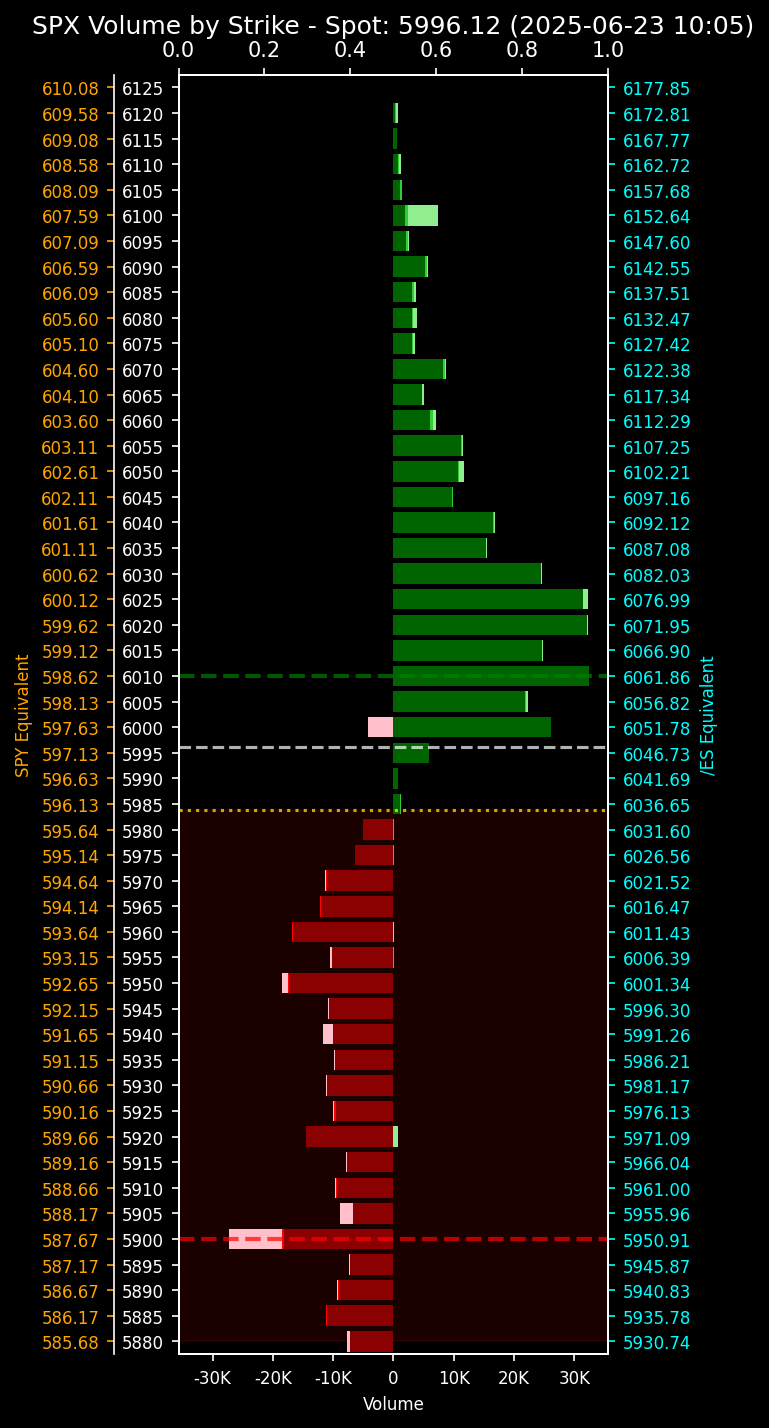 SPX Volume by Strike - Spot: 5996.12 (2025-06-23 10:05)
0.0 0.2 0.4 0.6 0.8 1.0
610.08 6125 6177.85
609.58 6120 6172.81
609.08 6115 6167.77
608.58 6110 6162.72
608.09 6105 6157.68
607.59 6100 6152.64
607.09 6095 6147.60
606.59 6090 6142.55
606.09 6085 6137.51
605.60 6080 6132.47
605.10 6075 6127.42
604.60 6070 6122.38
604.10 6065 6117.34
603.60 6060 6112.29
603.11 6055 6107.25
602.61 6050 6102.21
602.11 6045 6097.16
601.61 6040 6092.12
601.11 6035 6087.08
600.62 6030 6082.03
600.12 6025 6076.99
599.62 6020 6071.95
599.12 6015 6066.90
598.62 6010 6061.86
598.13 6005 6056.82
597.63 6000 6051.78
597.13 5995 6046.73
596.63 5990 6041.69
596.13 5985 6036.65
595.64 5980 6031.60
595.14 5975 6026.56
594.64 5970 6021.52
594.14 5965 6016.47
593.64 5960 6011.43
593.15 5955 6006.39
592.65 5950 6001.34
592.15 5945 5996.30
591.65 5940 5991.26
591.15 5935 5986.21
590.66 5930 5981.17
590.16 5925 5976.13
589.66 5920 5971.09
589.16 5915 5966.04
588.66 5910 5961.00
588.17 5905 5955.96
587.67 5900 5950.91
587.17 5895 5945.87
586.67 5890 5940.83
586.17 5885 5935.78
585.68 5880 5930.74
SPY Equivalent
/ES Equivalent
-30K -20K -10K 0 10K 20K 30K
Volume